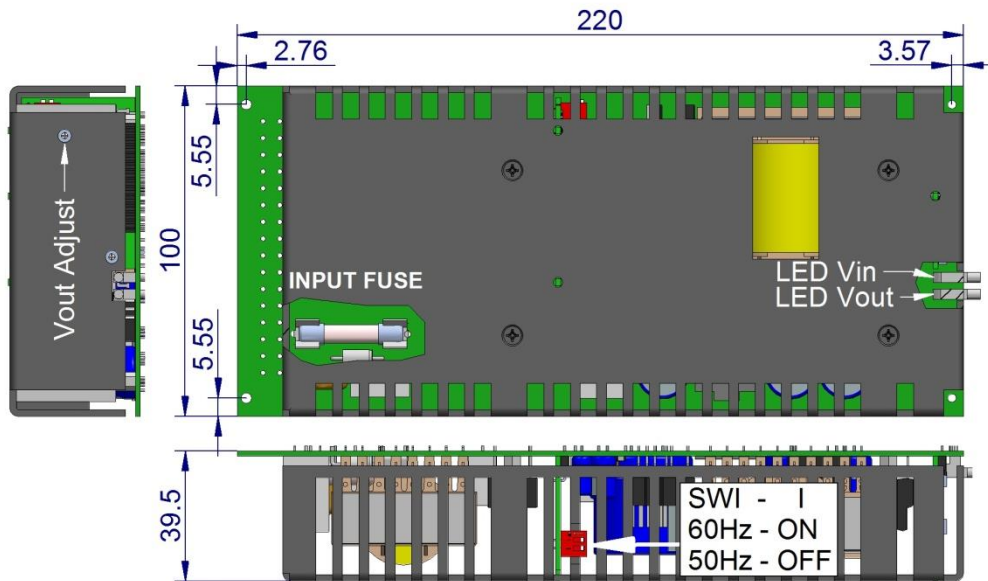 220
2.76
3.57
5.55
100
5.55
Vout Adjust
INPUT FUSE
LED Vin
LED Vout
39.5
SWI - I
60Hz - ON
50Hz - OFF